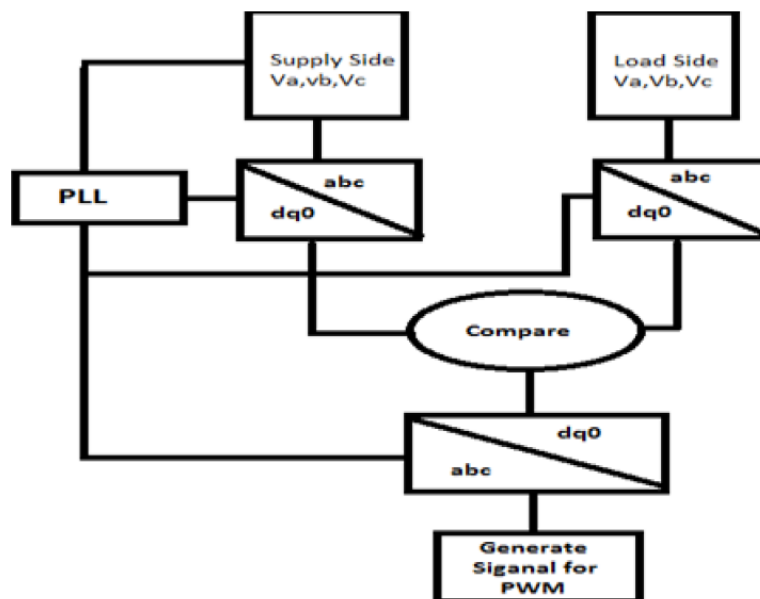 Supply Side
Va,vb,Vc
Load Side
Va,Vb,Vc
PLL
abc
dq0
abc
dq0
Compare
dq0
abc
Generate
Siganal for
PWM